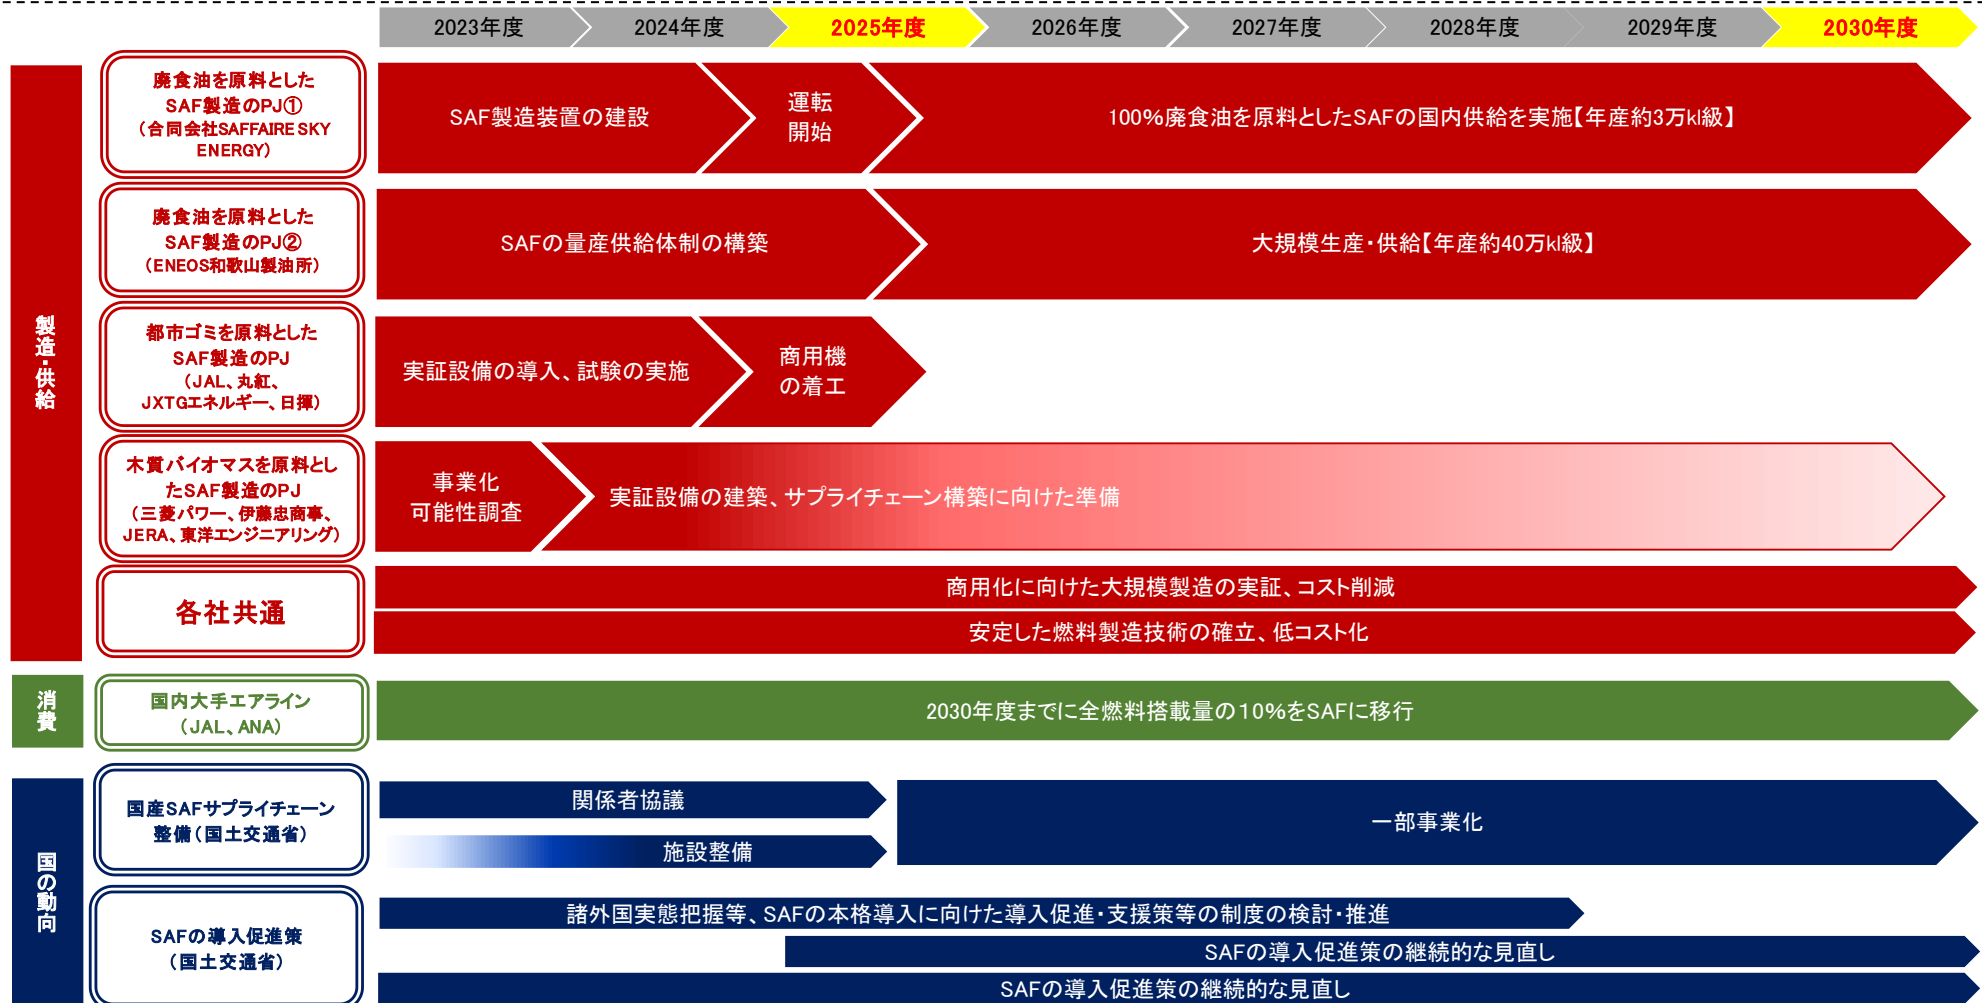 2023年度
2024年度
2025年度
2026年度
2027年度
2028年度
2029年度
2030年度
製造・供給
廃食油を原料とした
SAF製造のPJ①
（合同会社SAFFAIRE SKY
ENERGY）
SAF製造装置の建設
運転
開始
100％廃食油を原料としたSAFの国内供給を実施【年産約3万kl級】
廃食油を原料とした
SAF製造のPJ②
（ENEOS和歌山製油所）
SAFの量産供給体制の構築
大規模生産・供給【年産約40万kl級】
都市ゴミを原料とした
SAF製造のPJ
（JAL、丸紅、
JXTGエネルギー、日揮）
実証設備の導入、試験の実施
商用機
の着工
木質バイオマスを原料とし
たSAF製造のPJ
（三菱パワー、伊藤忠商事、
JERA、東洋エンジニアリング）
事業化
可能性調査
実証設備の建築、サプライチェーン構築に向けた準備
各社共通
商用化に向けた大規模製造の実証、コスト削減
安定した燃料製造技術の確立、低コスト化
消費
国内大手エアライン
（JAL、ANA）
2030年度までに全燃料搭載量の10％をSAFに移行
国の動向
国産SAFサプライチェーン
整備（国土交通省）
関係者協議
施設整備
一部事業化
SAFの導入促進策
（国土交通省）
諸外国実態把握等、SAFの本格導入に向けた導入促進・支援策等の制度の検討・推進
SAFの導入促進策の継続的な見直し
SAFの導入促進策の継続的な見直し